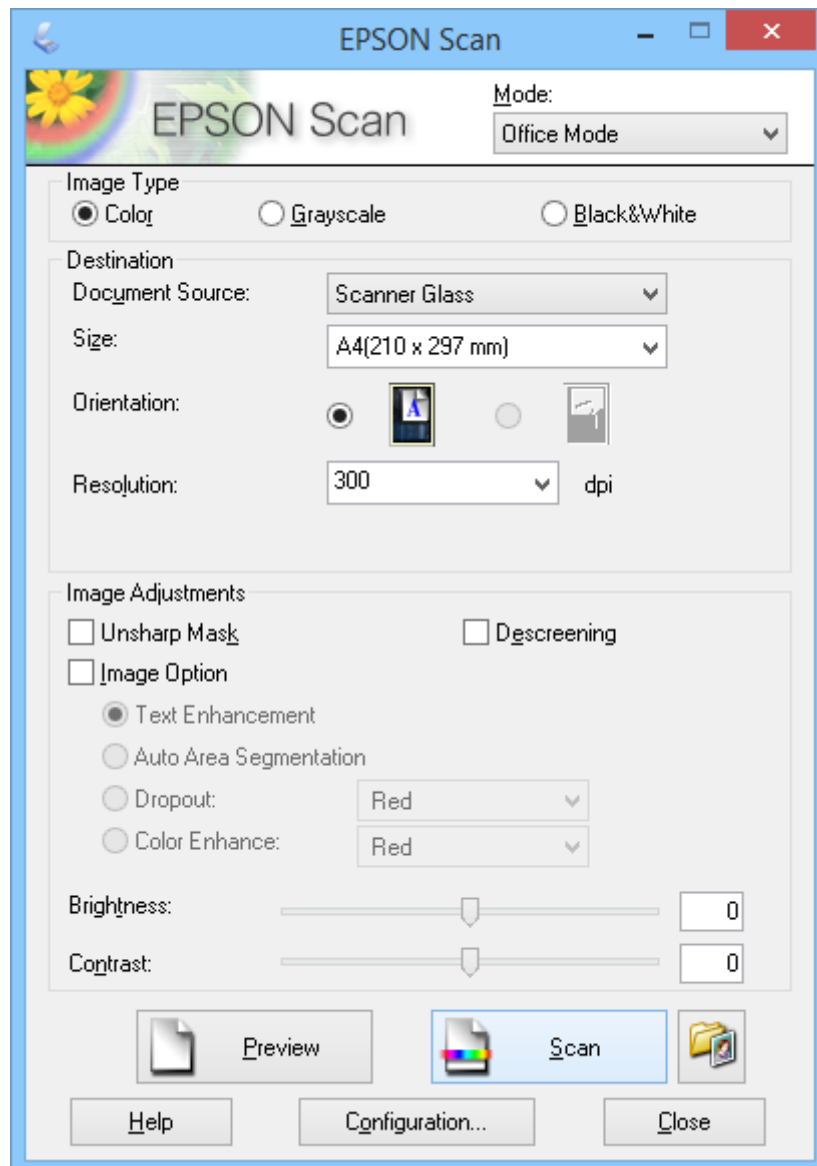 EPSON Scan
EPSON Scan
Mode:
Office Mode
Image Type
Color Grayscale Black&White
Destination
Document Source: Scanner Glass
Size: A4(210 x 297 mm)
Orientation: A
Resolution: 300 dpi
Image Adjustments
Unsharp Mask Descreening
Image Option
Text Enhancement
Auto Area Segmentation
Dropout: Red
Color Enhance: Red
Brightness: 0
Contrast: 0
Preview Scan
Help Configuration... Close